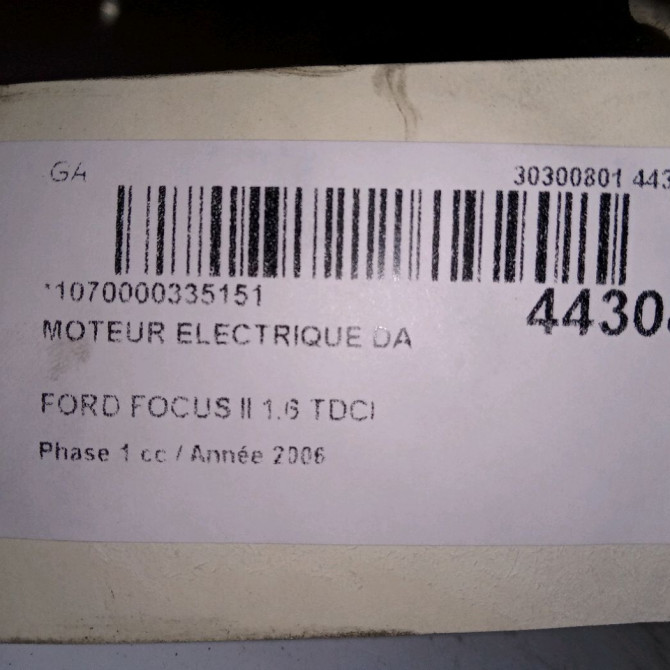 GA
30300801 443
*1070000335151
4430
MOTEUR ELECTRIQUE DA
FORD FOCUS II 1.6 TDCI
Phase 1 cc / Année 2006